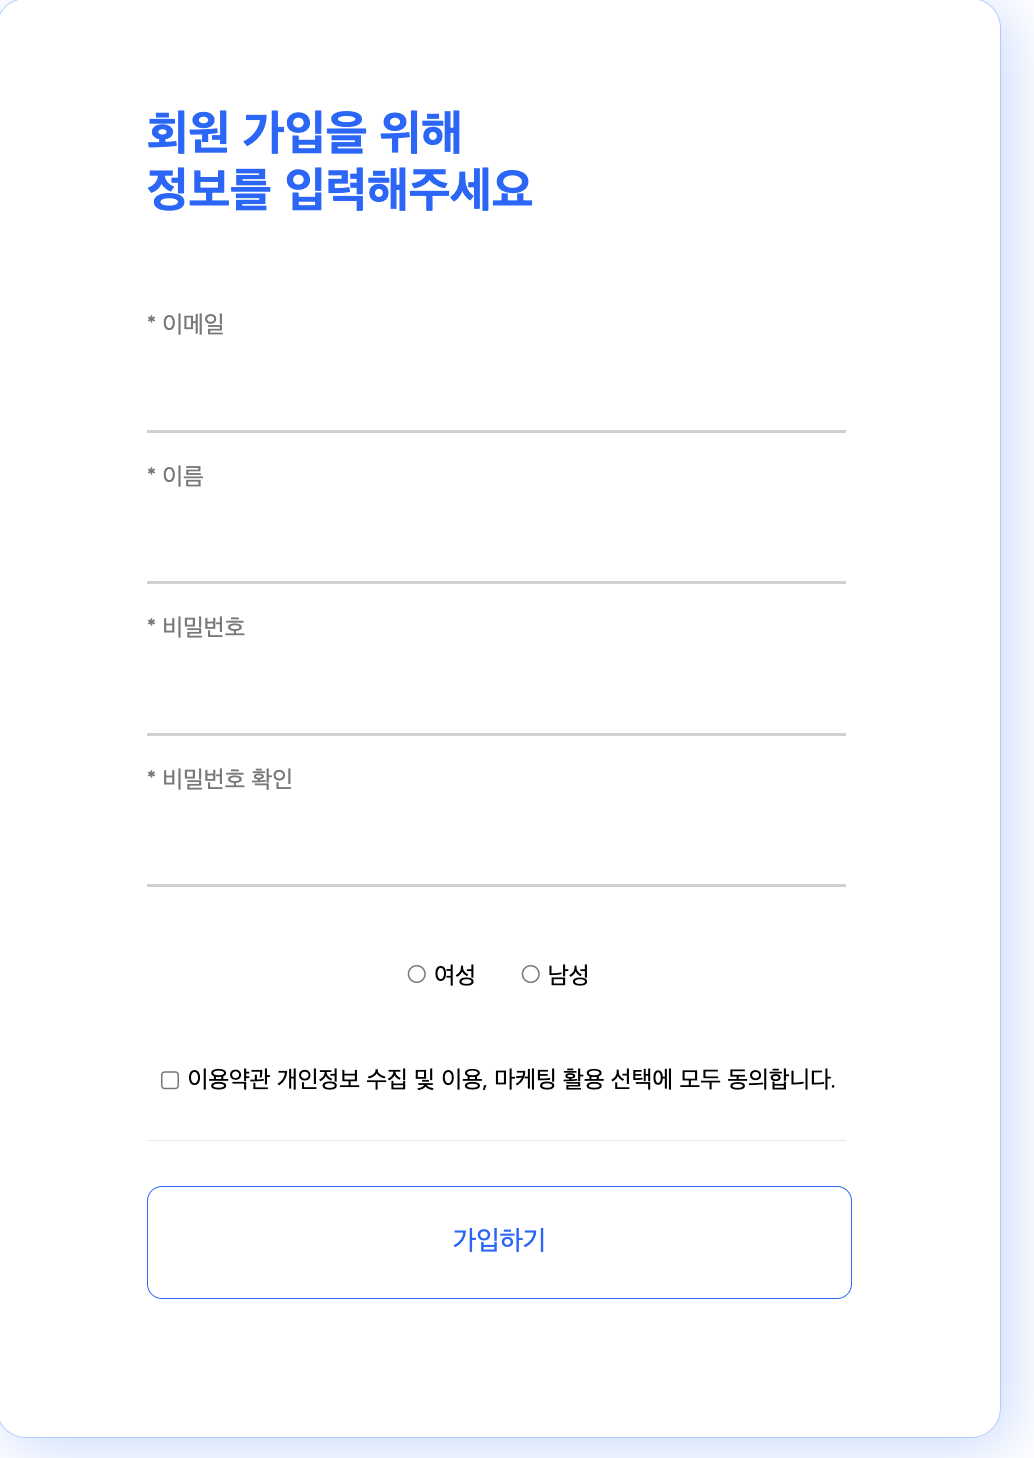 회원 가입을 위해
정보를 입력해주세요
* 이메일
* 이름
* 비밀번호
* 비밀번호 확인
여성 남성
이용약관 개인정보 수집 및 이용, 마케팅 활용 선택에 모두 동의합니다.
가입하기